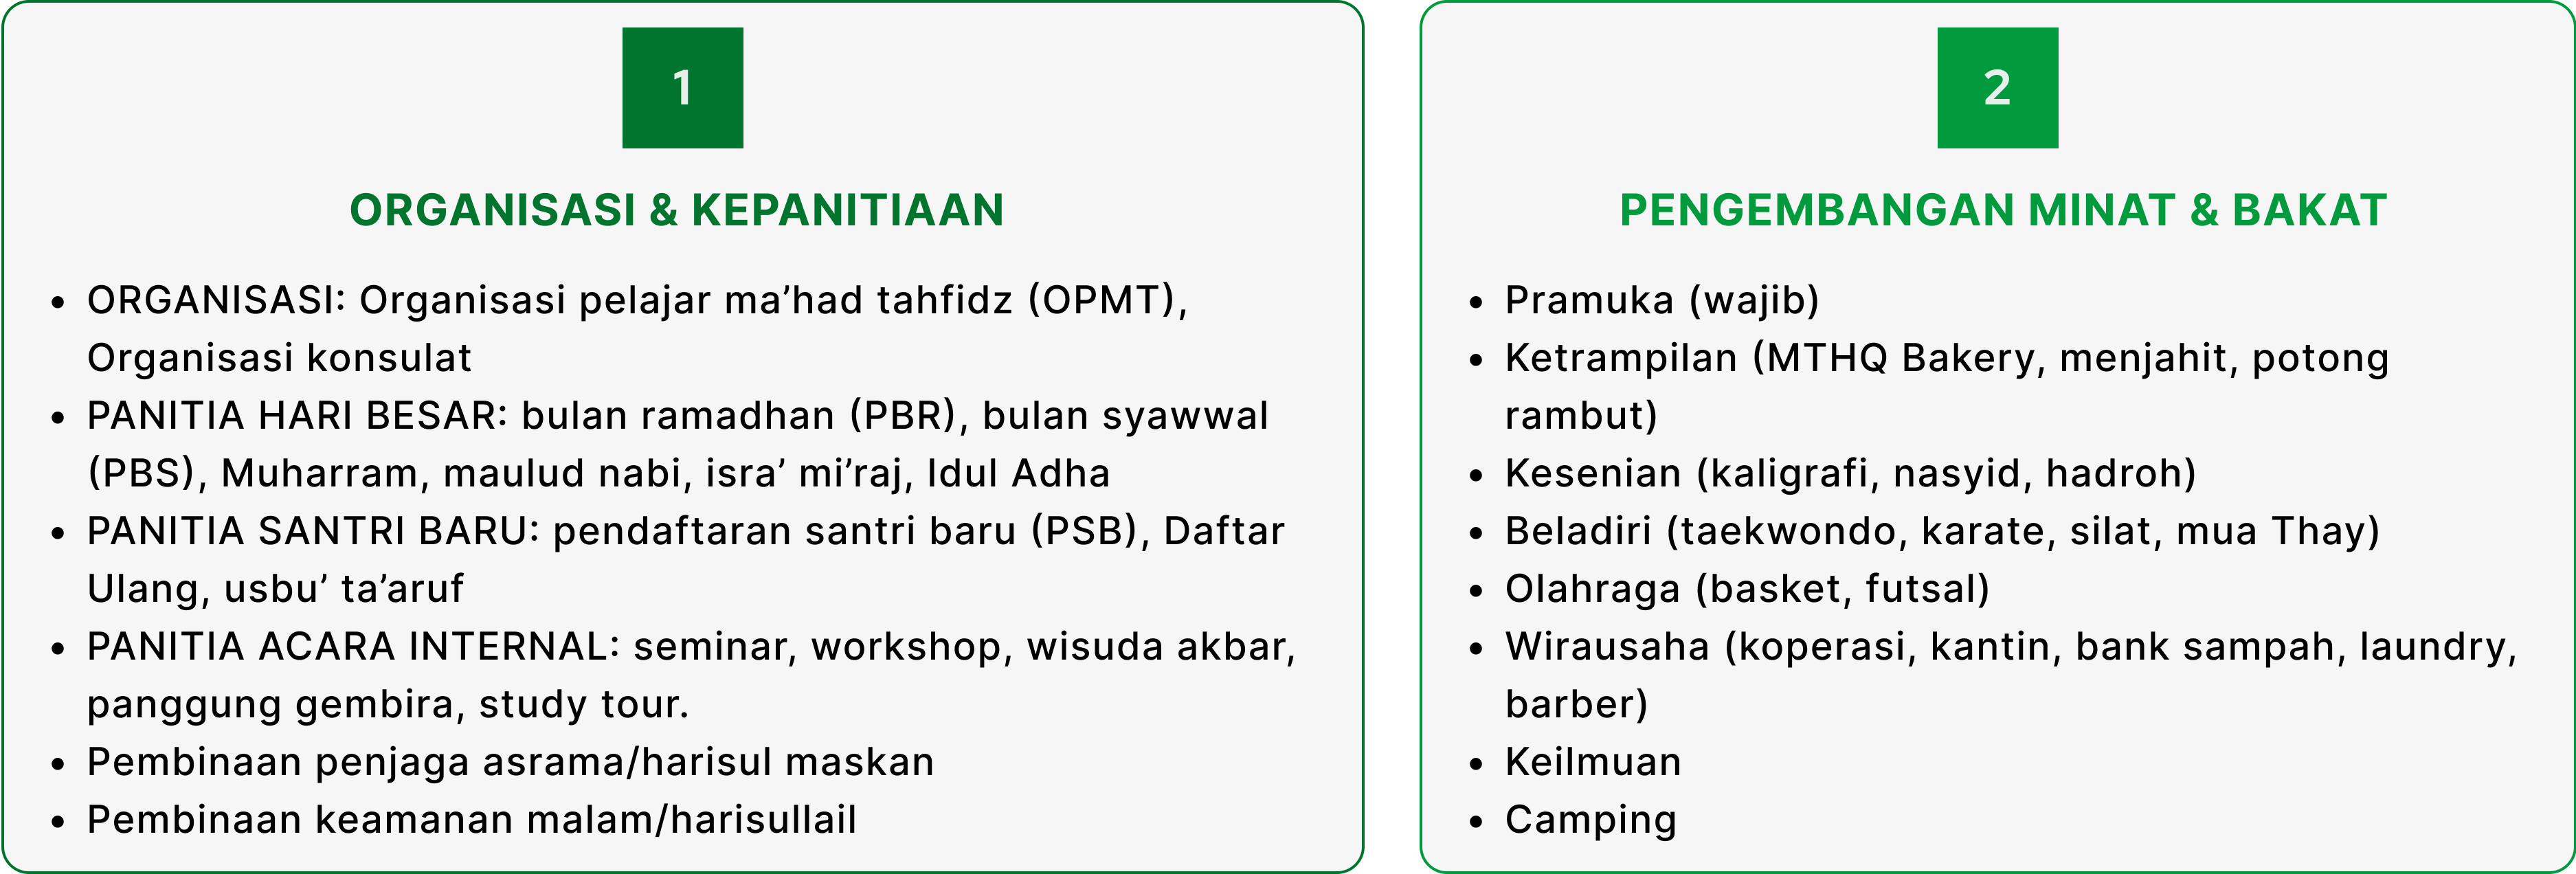 1
ORGANISASI & KEPANITIAAN
• ORGANISASI: Organisasi pelajar ma’had tahfidz (OPMT),
Organisasi konsulat
• PANITIA HARI BESAR: bulan ramadhan (PBR), bulan syawwal
(PBS), Muharram, maulud nabi, isra’ mi’raj, Idul Adha
• PANITIA SANTRI BARU: pendaftaran santri baru (PSB), Daftar
Ulang, usbu’ ta’aruf
• PANITIA ACARA INTERNAL: seminar, workshop, wisuda akbar,
panggung gembira, study tour.
• Pembinaan penjaga asrama/harisul maskan
• Pembinaan keamanan malam/harisullail
2
PENGEMBANGAN MINAT & BAKAT
• Pramuka (wajib)
• Ketrampilan (MTHQ Bakery, menjahit, potong
rambut)
• Kesenian (kaligrafi, nasyid, hadroh)
• Beladiri (taekwondo, karate, silat, mua Thay)
• Olahraga (basket, futsal)
• Wirausaha (koperasi, kantin, bank sampah, laundry,
barber)
• Keilmuan
• Camping